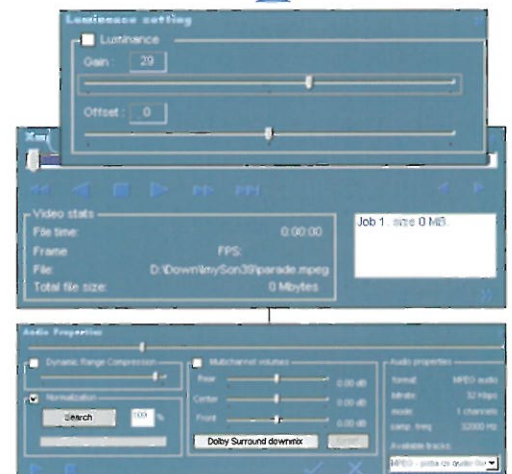 Luminance setting
Luminance
Gain: 29
Offset: 0
Video stats
File time: 0:00:00
Frame FPS:
File: D:\Down\mySon39\parade.mpeg
Total file size: 0 Mbytes
Job 1. size 0 MB.
Audio Properties
Dynamic Range Compression
Normalization
Search 100 %
Multichannel volumes
Rear 0.00 dB
Center 0.00 dB
Front 0.00 dB
Dolby Surround downmix Reset
Audio properties
format: MPEG audio
bitrate: 32 kbps
mode: 1 channels
samp. freq: 32000 Hz
Available tracks:
MPEG -